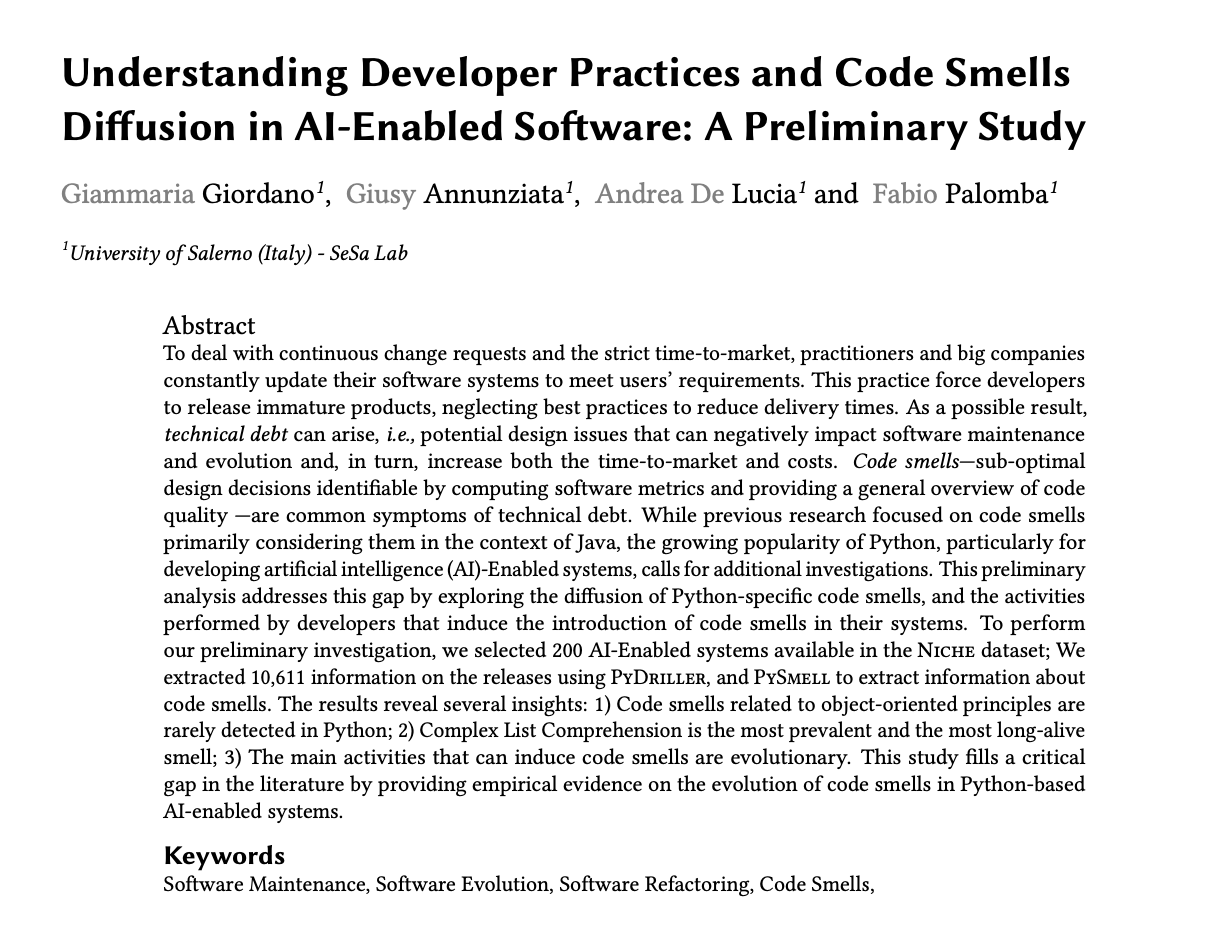 Understanding Developer Practices and Code Smells
Diffusion in AI-Enabled Software: A Preliminary Study
Giammaria Giordano¹, Giusy Annunziata¹, Andrea De Lucia¹ and Fabio Palomba¹
¹University of Salerno (Italy) - SeSa Lab
Abstract
To deal with continuous change requests and the strict time-to-market, practitioners and big companies
constantly update their software systems to meet users’ requirements. This practice force developers
to release immature products, neglecting best practices to reduce delivery times. As a possible result,
technical debt can arise, i.e., potential design issues that can negatively impact software maintenance
and evolution and, in turn, increase both the time-to-market and costs. Code smells—sub-optimal
design decisions identifiable by computing software metrics and providing a general overview of code
quality —are common symptoms of technical debt. While previous research focused on code smells
primarily considering them in the context of Java, the growing popularity of Python, particularly for
developing artificial intelligence (AI)-Enabled systems, calls for additional investigations. This preliminary
analysis addresses this gap by exploring the diffusion of Python-specific code smells, and the activities
performed by developers that induce the introduction of code smells in their systems. To perform
our preliminary investigation, we selected 200 AI-Enabled systems available in the Niche dataset; We
extracted 10,611 information on the releases using PyDriller, and PySmell to extract information about
code smells. The results reveal several insights: 1) Code smells related to object-oriented principles are
rarely detected in Python; 2) Complex List Comprehension is the most prevalent and the most long-alive
smell; 3) The main activities that can induce code smells are evolutionary. This study fills a critical
gap in the literature by providing empirical evidence on the evolution of code smells in Python-based
AI-enabled systems.
Keywords
Software Maintenance, Software Evolution, Software Refactoring, Code Smells,